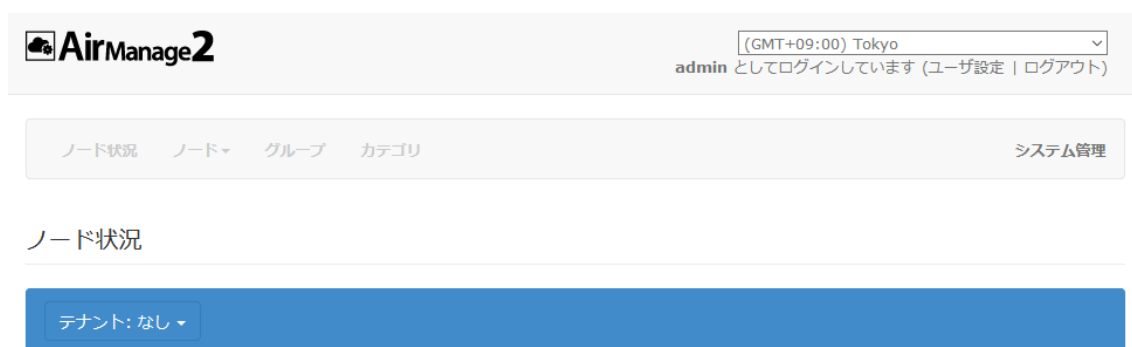 AirManage2
(GMT+09:00) Tokyo
admin としてログインしています (ユーザ設定 | ログアウト)
ノード状況 ノード グループ カテゴリ システム管理
ノード状況
テナント: なし